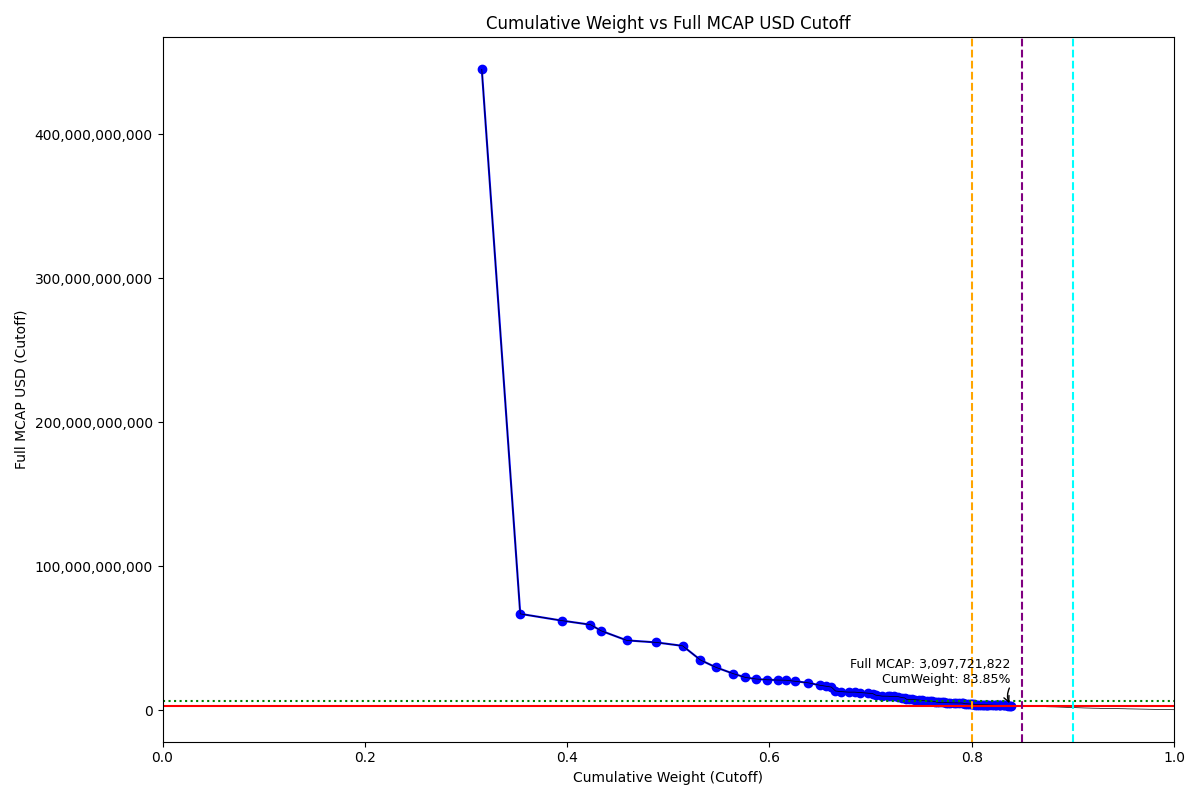 Cumulative Weight vs Full MCAP USD Cutoff
Full MCAP USD (Cutoff)
400,000,000,000
300,000,000,000
200,000,000,000
100,000,000,000
0
Full MCAP: 3,097,721,822
CumWeight: 83.85%
0.0 0.2 0.4 0.6 0.8 1.0
Cumulative Weight (Cutoff)